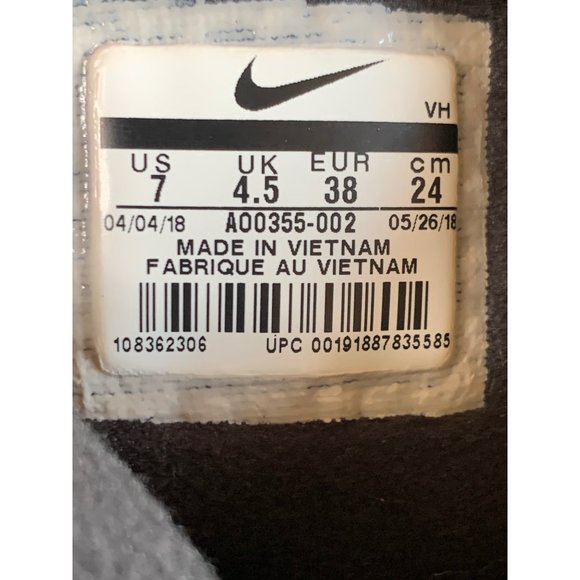 VH
US UK EUR cm
7 4.5 38 24
04/04/18 AO0355-002 05/26/18
MADE IN VIETNAM
FABRIQUE AU VIETNAM
108362306 UPC 00191887835585